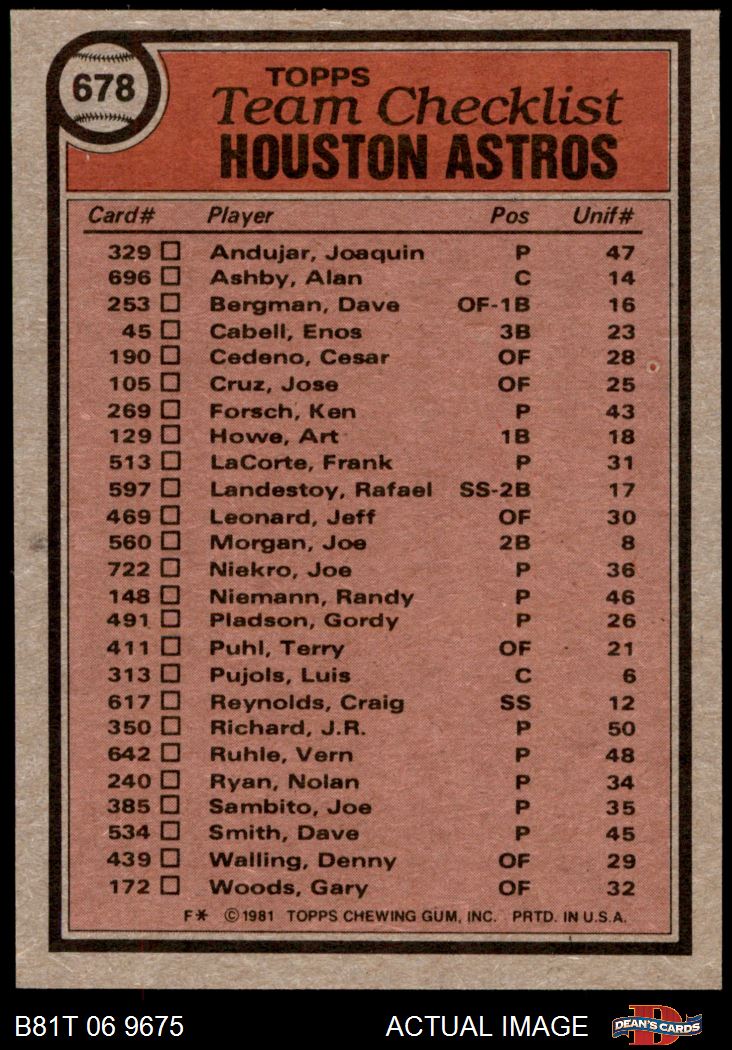 678
TOPPS
Team Checklist
HOUSTON ASTROS
Card# Player Pos Unif#
329 Andujar, Joaquin P 47
696 Ashby, Alan C 14
253 Bergman, Dave OF-1B 16
45 Cabell, Enos 3B 23
190 Cedeno, Cesar OF 28
105 Cruz, Jose OF 25
269 Forsch, Ken P 43
129 Howe, Art 1B 18
513 LaCorte, Frank P 31
597 Landestoy, Rafael SS-2B 17
469 Leonard, Jeff OF 30
560 Morgan, Joe 2B 8
722 Niekro, Joe P 36
148 Niemann, Randy P 46
491 Pladson, Gordy P 26
411 Puhl, Terry OF 21
313 Pujols, Luis C 6
617 Reynolds, Craig SS 12
350 Richard, J.R. P 50
642 Ruhle, Vern P 48
240 Ryan, Nolan P 34
385 Sambito, Joe P 35
534 Smith, Dave P 45
439 Walling, Denny OF 29
172 Woods, Gary OF 32
F* ©1981 TOPPS CHEWING GUM, INC. PRTD. IN U.S.A.
B81T 06 9675 ACTUAL IMAGE DEAN'S CARDS